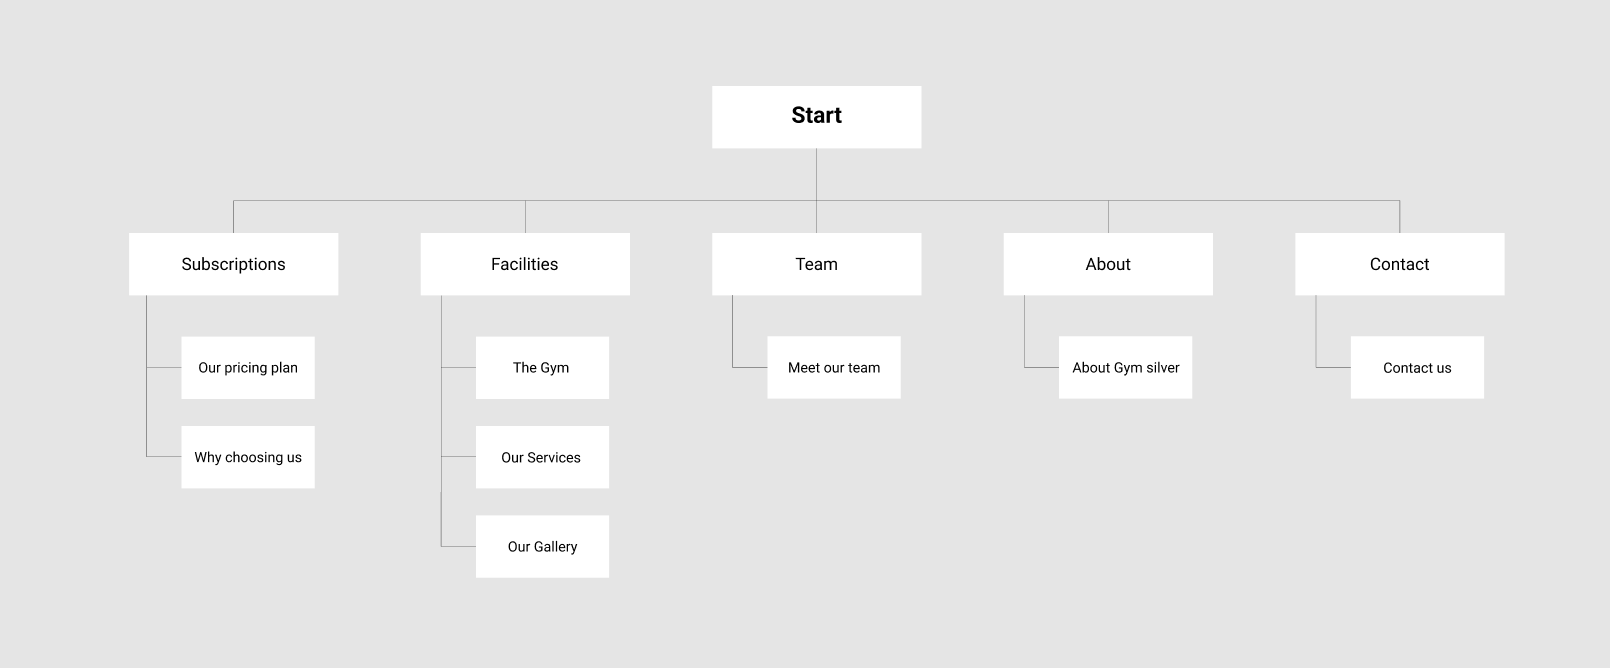 Start
Subscriptions
Facilities
Team
About
Contact
Our pricing plan
The Gym
Meet our team
About Gym silver
Contact us
Why choosing us
Our Services
Our Gallery